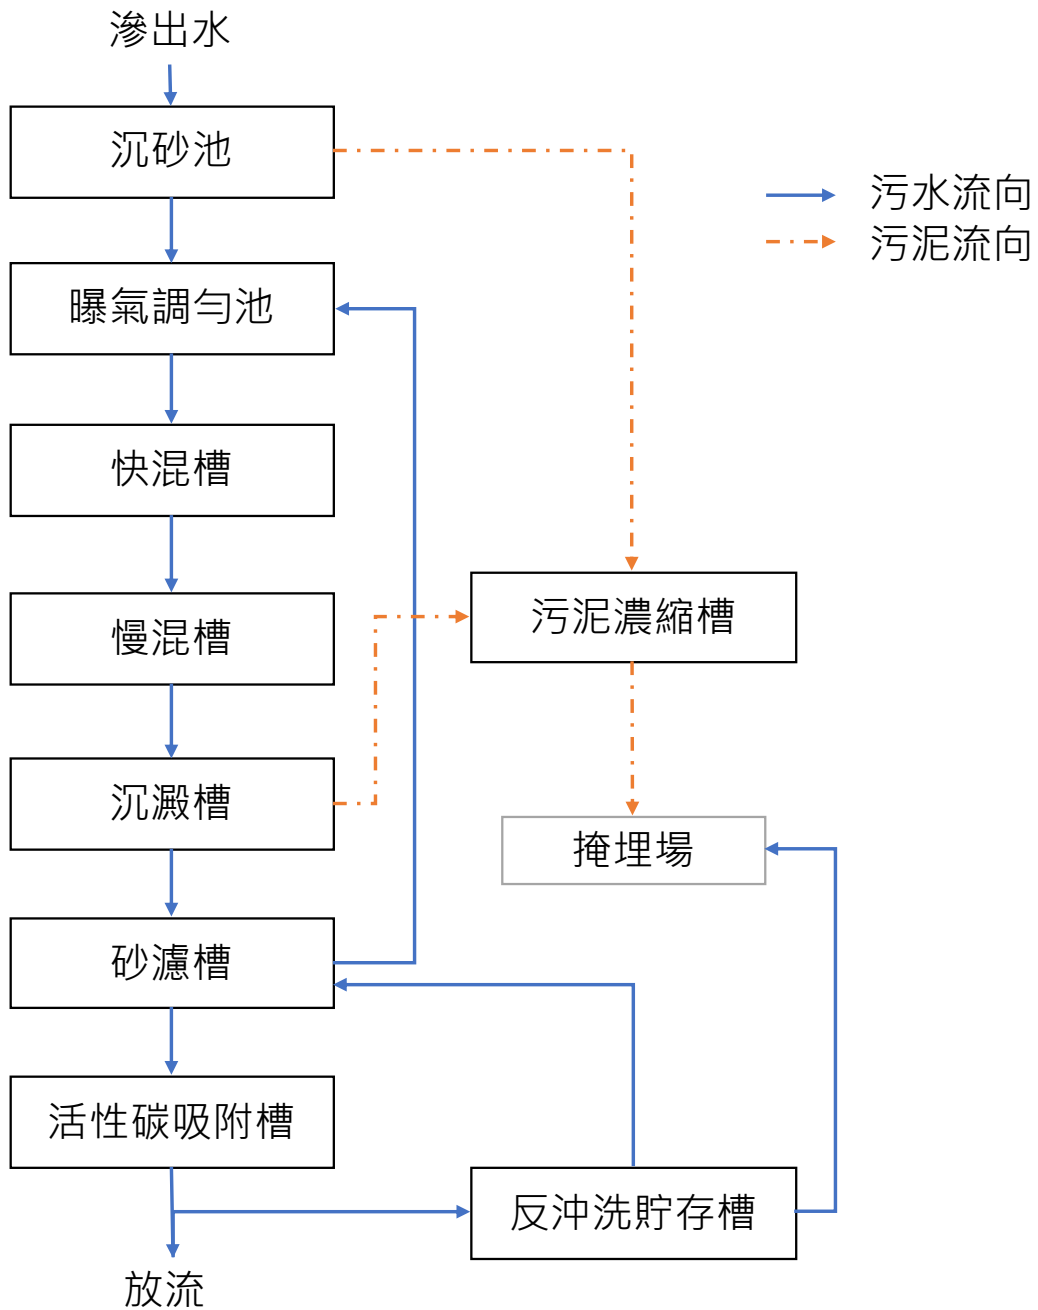 滲出水
沉砂池
污水流向
污泥流向
曝氣調勻池
快混槽
慢混槽
污泥濃縮槽
沉澱槽
掩埋場
砂濾槽
活性碳吸附槽
反沖洗貯存槽
放流